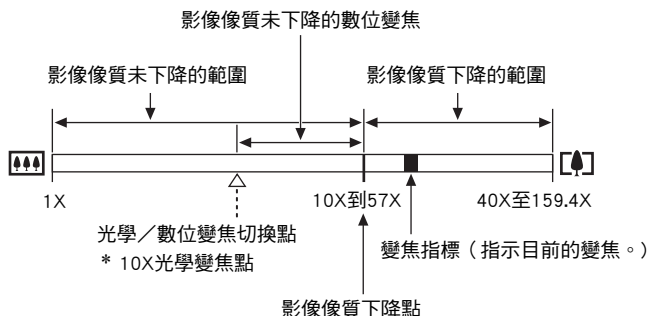 影像像質未下降的數位變焦
影像像質未下降的範圍
影像像質下降的範圍
1X
10X到57X
40X至159.4X
光學／數位變焦切換點
* 10X光學變焦點
變焦指標（指示目前的變焦。）
影像像質下降點